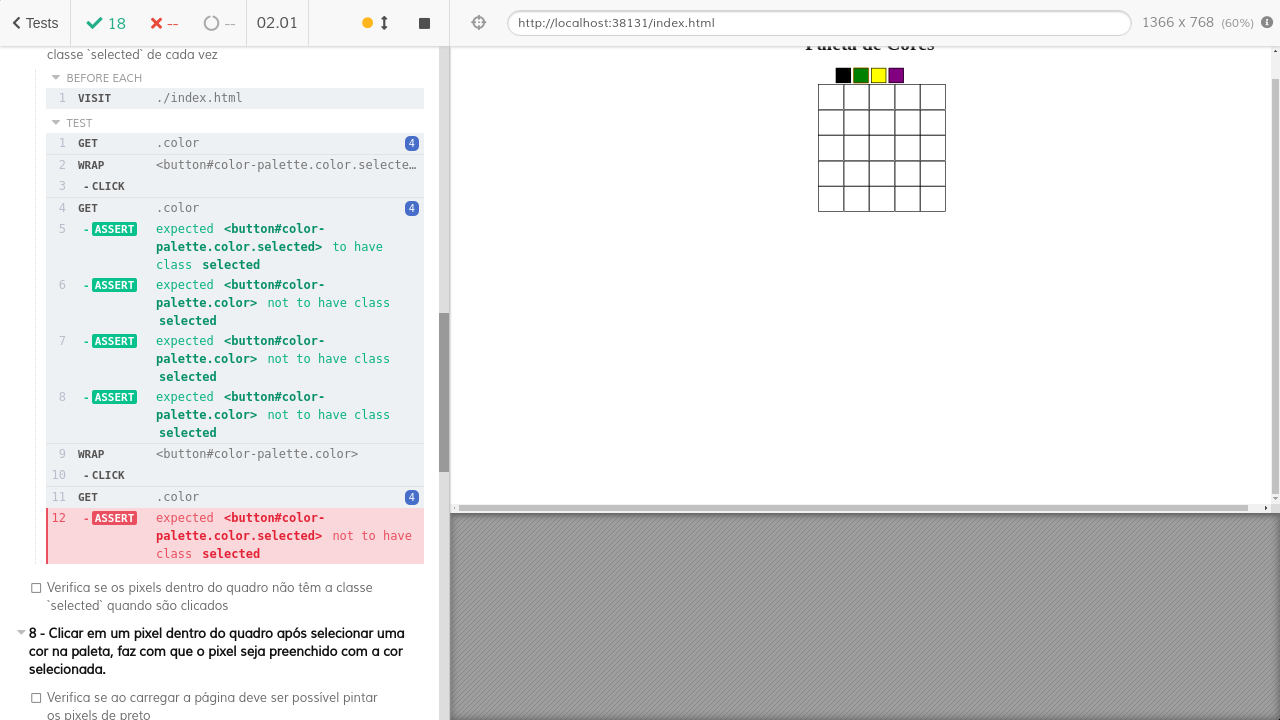 Tests
18
--
--
02.01
http://localhost:38131/index.html
1366 x 768 (60%)
classe `selected` de cada vez
BEFORE EACH
1 VISIT ./index.html
TEST
1 GET .color 4
2 WRAP <button#color-palette.color.selecte…
3 - CLICK
4 GET .color 4
5 - ASSERT expected <button#color-
palette.color.selected> to have
class selected
6 - ASSERT expected <button#color-
palette.color> not to have class
selected
7 - ASSERT expected <button#color-
palette.color> not to have class
selected
8 - ASSERT expected <button#color-
palette.color> not to have class
selected
9 WRAP <button#color-palette.color>
10 - CLICK
11 GET .color 4
12 - ASSERT expected <button#color-
palette.color.selected> not to have
class selected
Verifica se os pixels dentro do quadro não têm a classe
`selected` quando são clicados
8 - Clicar em um pixel dentro do quadro após selecionar uma
cor na paleta, faz com que o pixel seja preenchido com a cor
selecionada.
Verifica se ao carregar a página deve ser possível pintar
os pixels de preto
Paleta de Cores